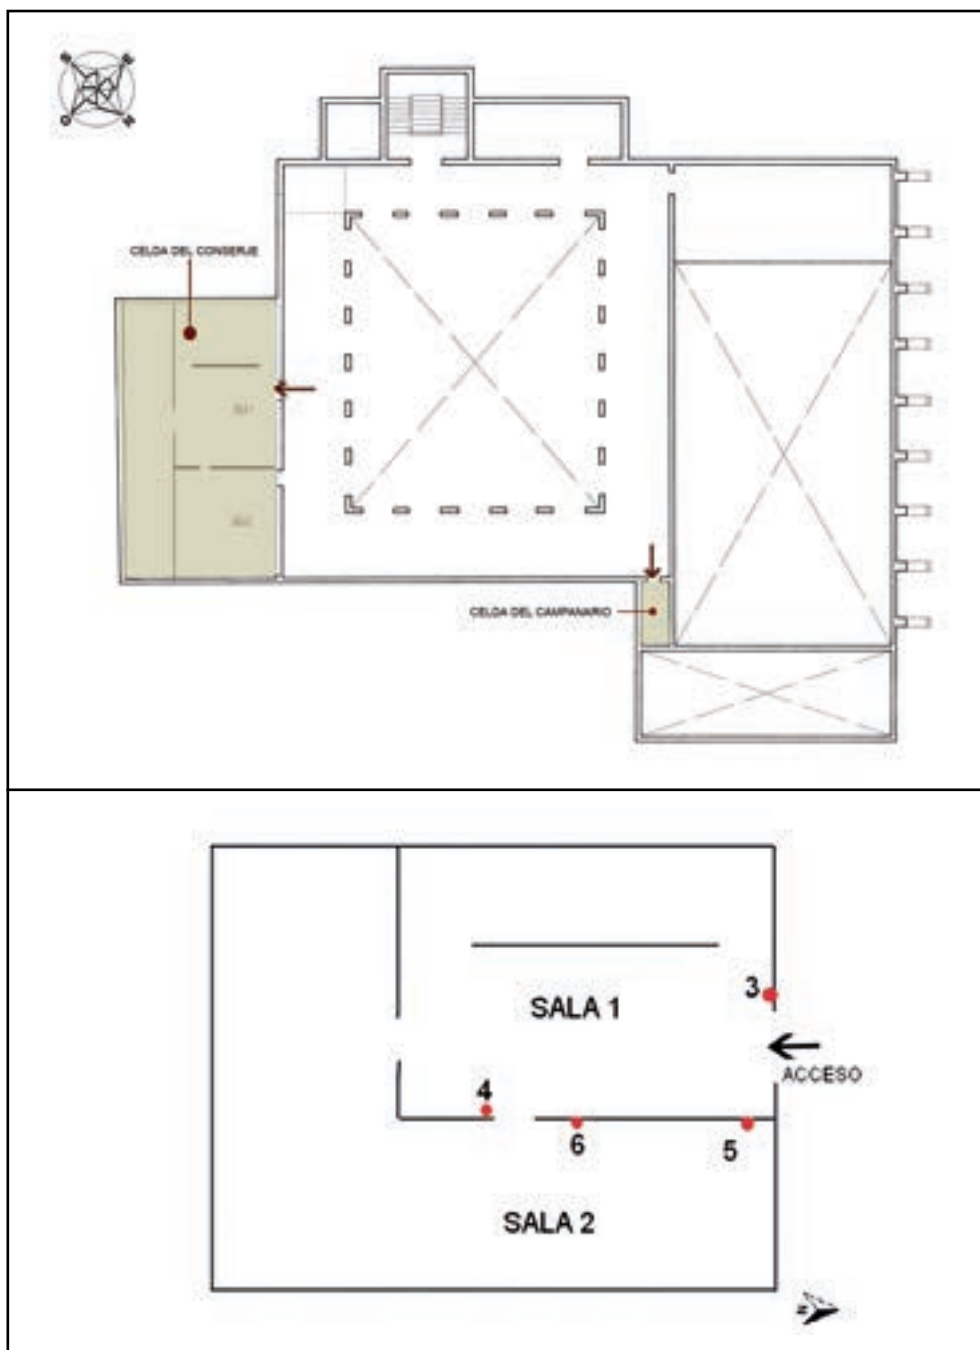 CELDA DEL CONSERJE
CELDA DEL CAMPANARIO
3
SALA 1
ACCESO
4
6
5
SALA 2
N